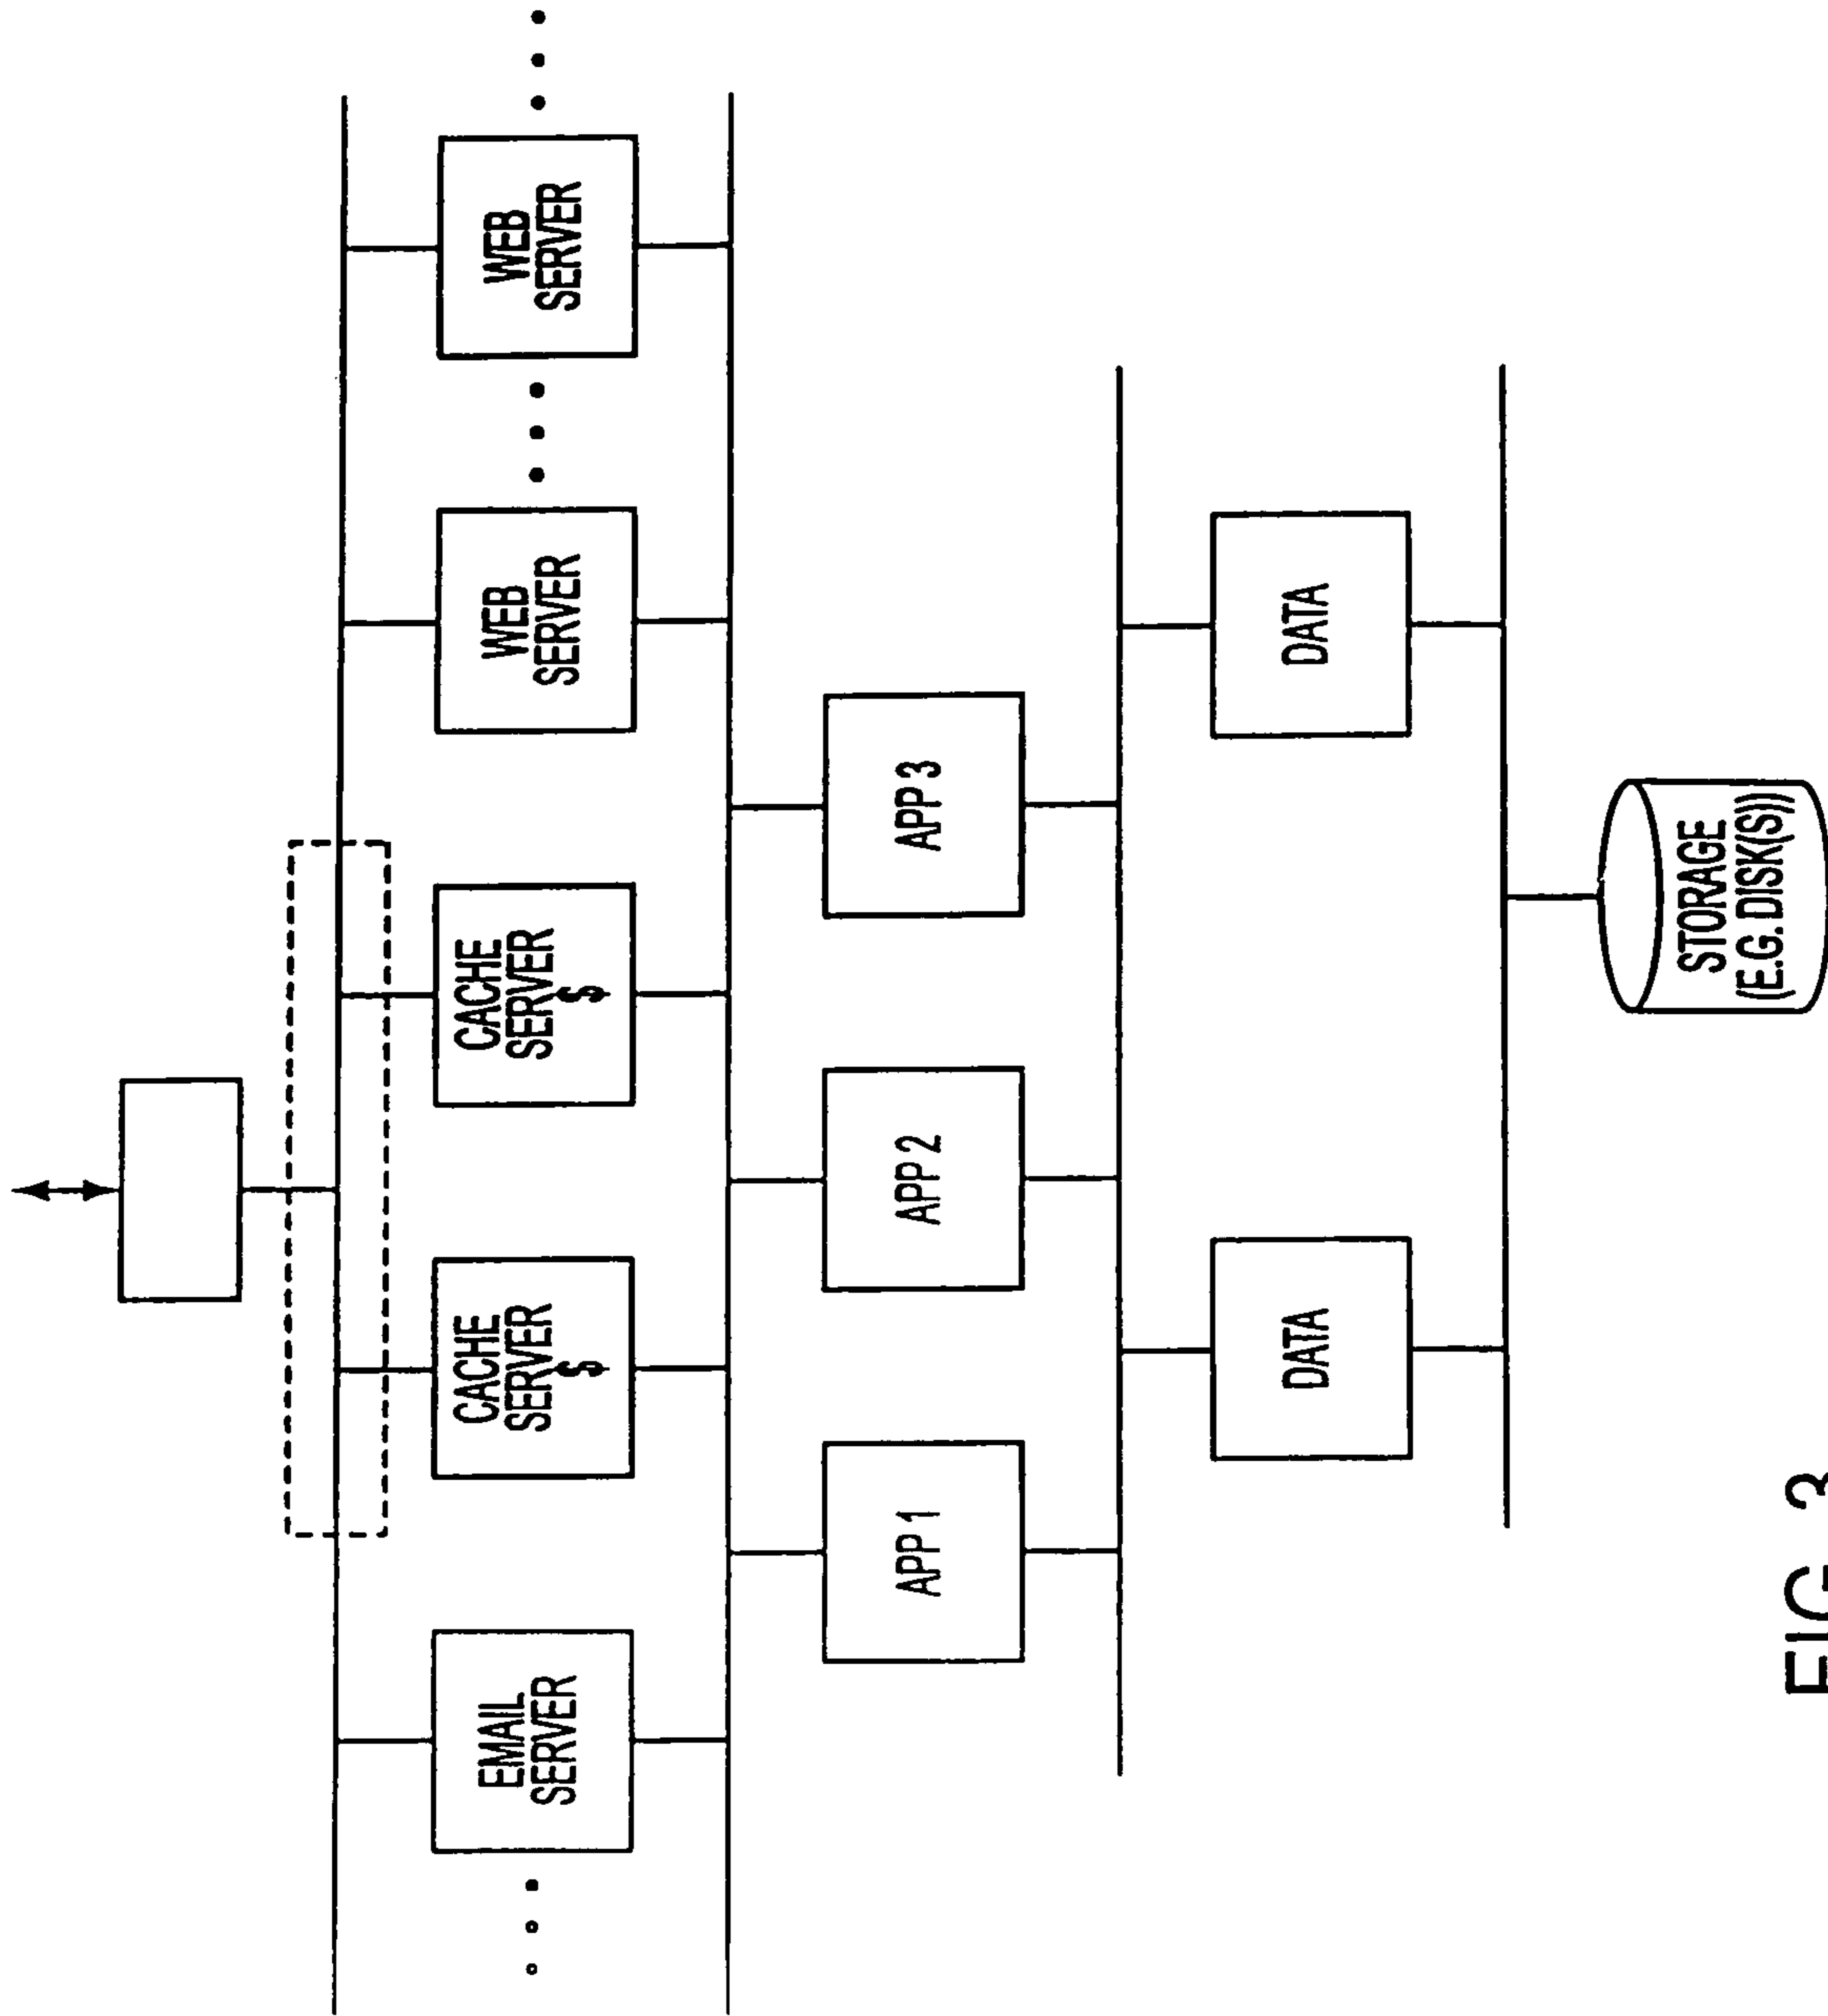 EMAIL
SERVER
CACHE
SERVER
$
CACHE
SERVER
$
WEB
SERVER
WEB
SERVER
APP 1
APP 2
APP 3
DATA
DATA
STORAGE
(E.G. DISK(S))
FIG. 3